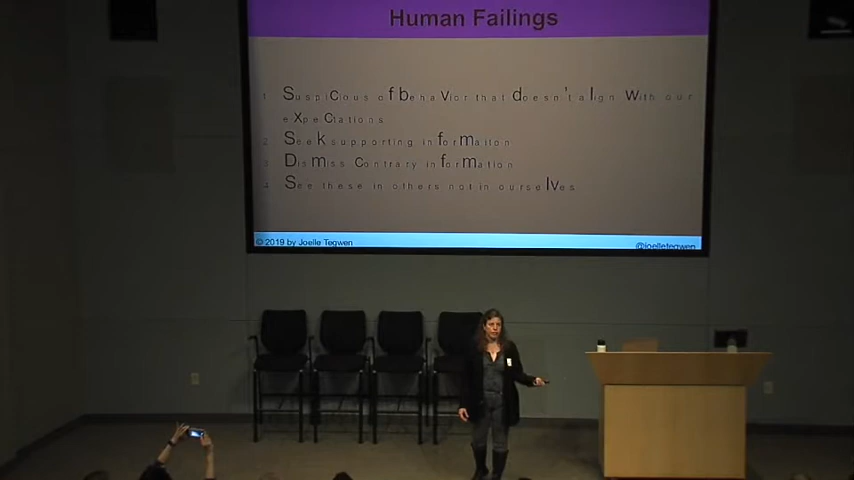 Human Failings
1 Suspicious of behavior that doesn't align with our
expectations
2 Seek supporting information
3 Dismiss Contrary information
4 See these in others not in ourselves
© 2019 by Joelle Tegwen @joelletegwen